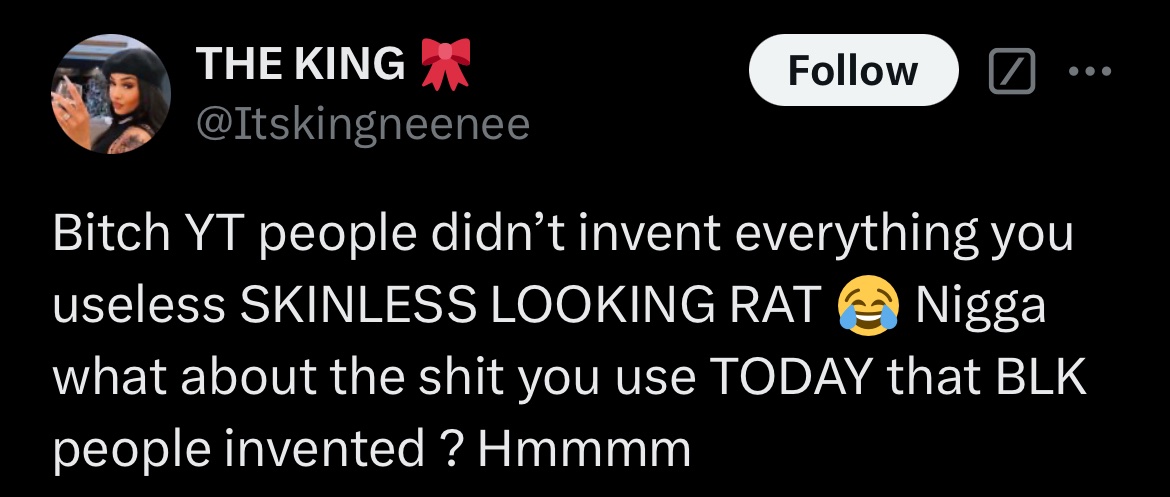 THE KING 🎀
@Itskingneenee
Follow
Bitch YT people didn’t invent everything you
useless SKINLESS LOOKING RAT 😂 Nigga
what about the shit you use TODAY that BLK
people invented ? Hmmmm